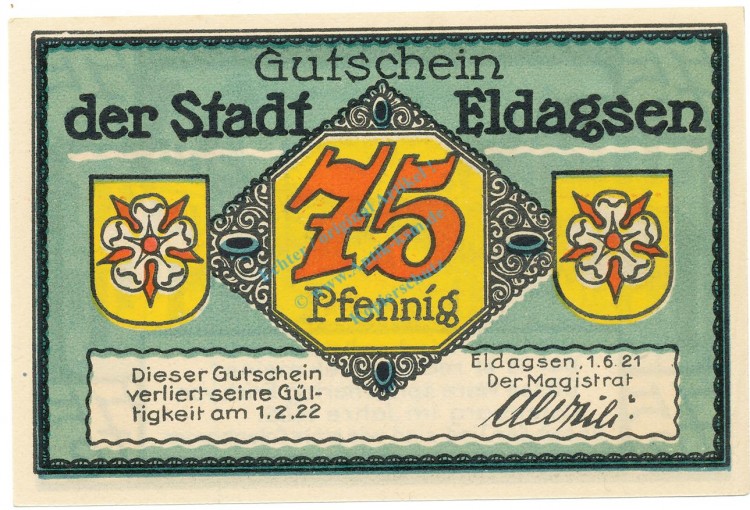 Gutschein
der Stadt Eldagsen
75
Pfennig
Dieser Gutschein
verliert seine Gül-
tigkeit am 1.2.22
Eldagsen, 1.6.21
Der Magistrat